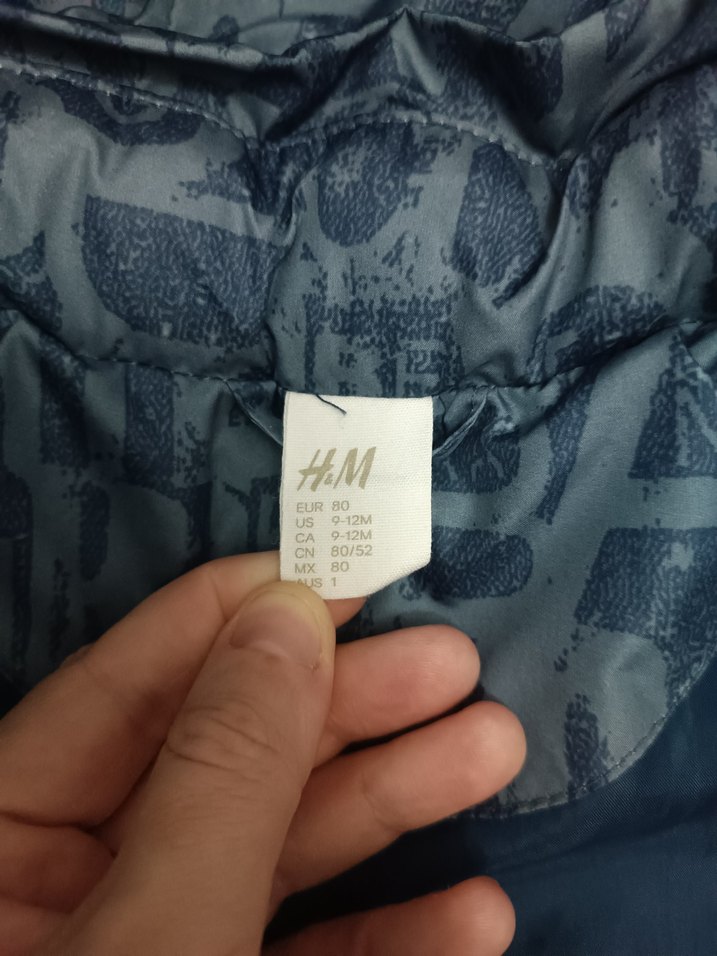 H&M
EUR 80
US 9-12M
CA 9-12M
CN 80/52
MX 80
AUS 1